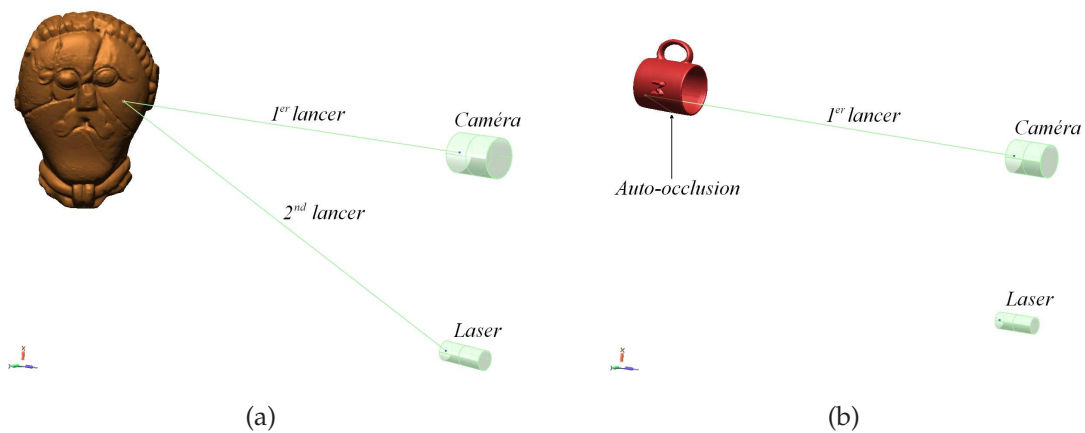 1er lancer
Caméra
2nd lancer
Laser
(a)
1er lancer
Caméra
Auto-occlusion
Laser
(b)